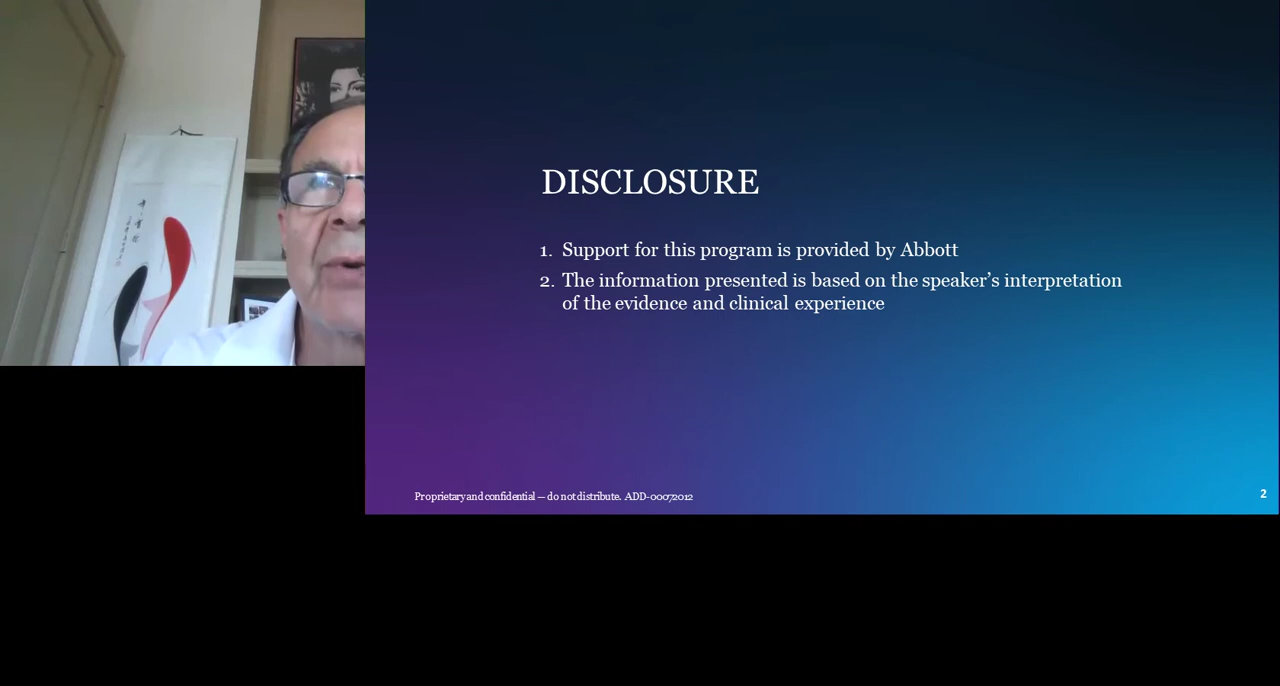 DISCLOSURE
1. Support for this program is provided by Abbott
2. The information presented is based on the speaker’s interpretation
of the evidence and clinical experience
Proprietary and confidential — do not distribute. ADD-00072012
2